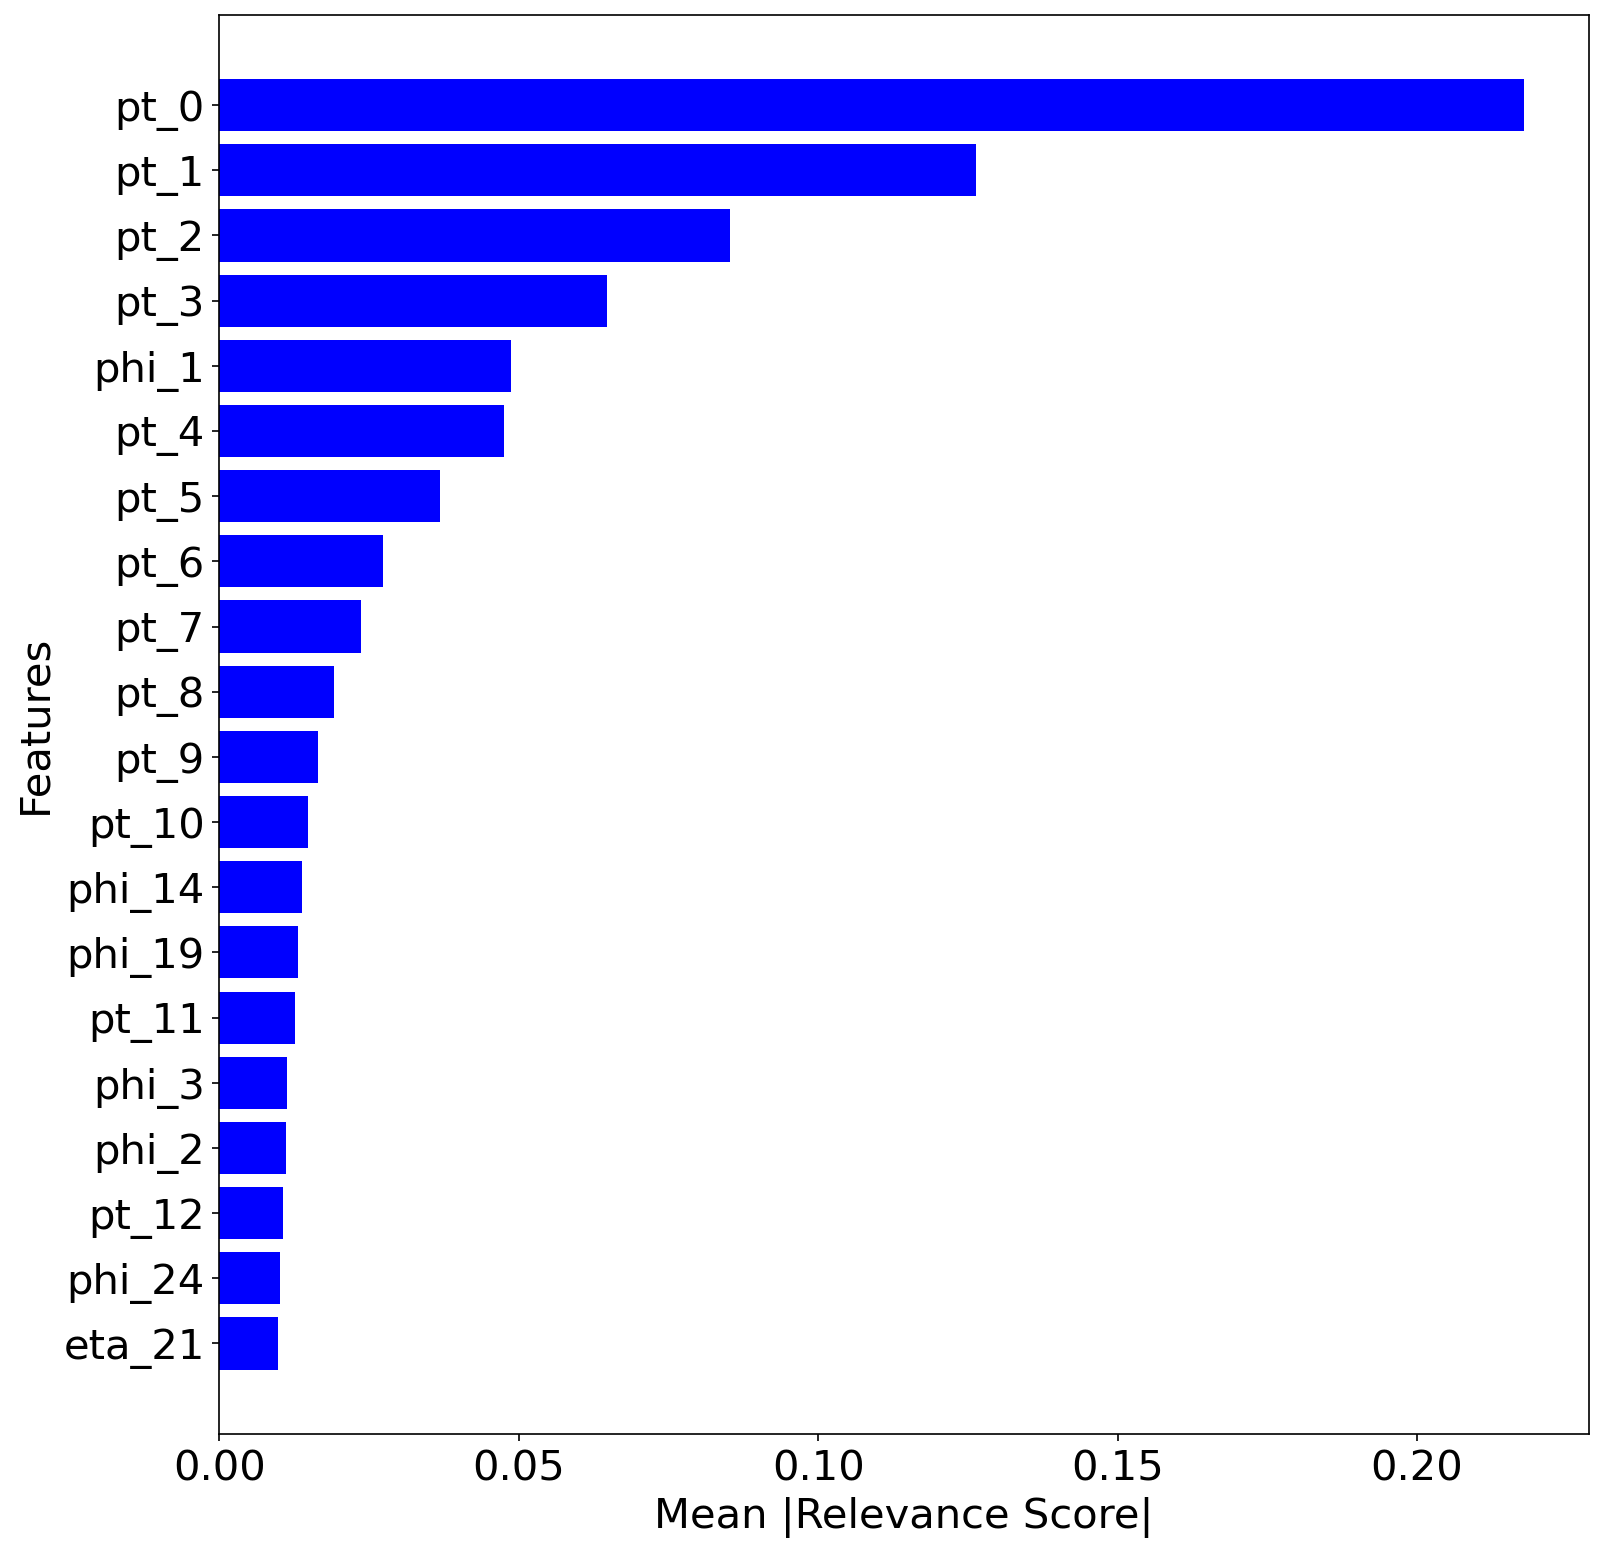 pt_0
pt_1
pt_2
pt_3
phi_1
pt_4
pt_5
pt_6
pt_7
pt_8
pt_9
pt_10
phi_14
phi_19
pt_11
phi_3
phi_2
pt_12
phi_24
eta_21
Features
0.00 0.05 0.10 0.15 0.20
Mean |Relevance Score|